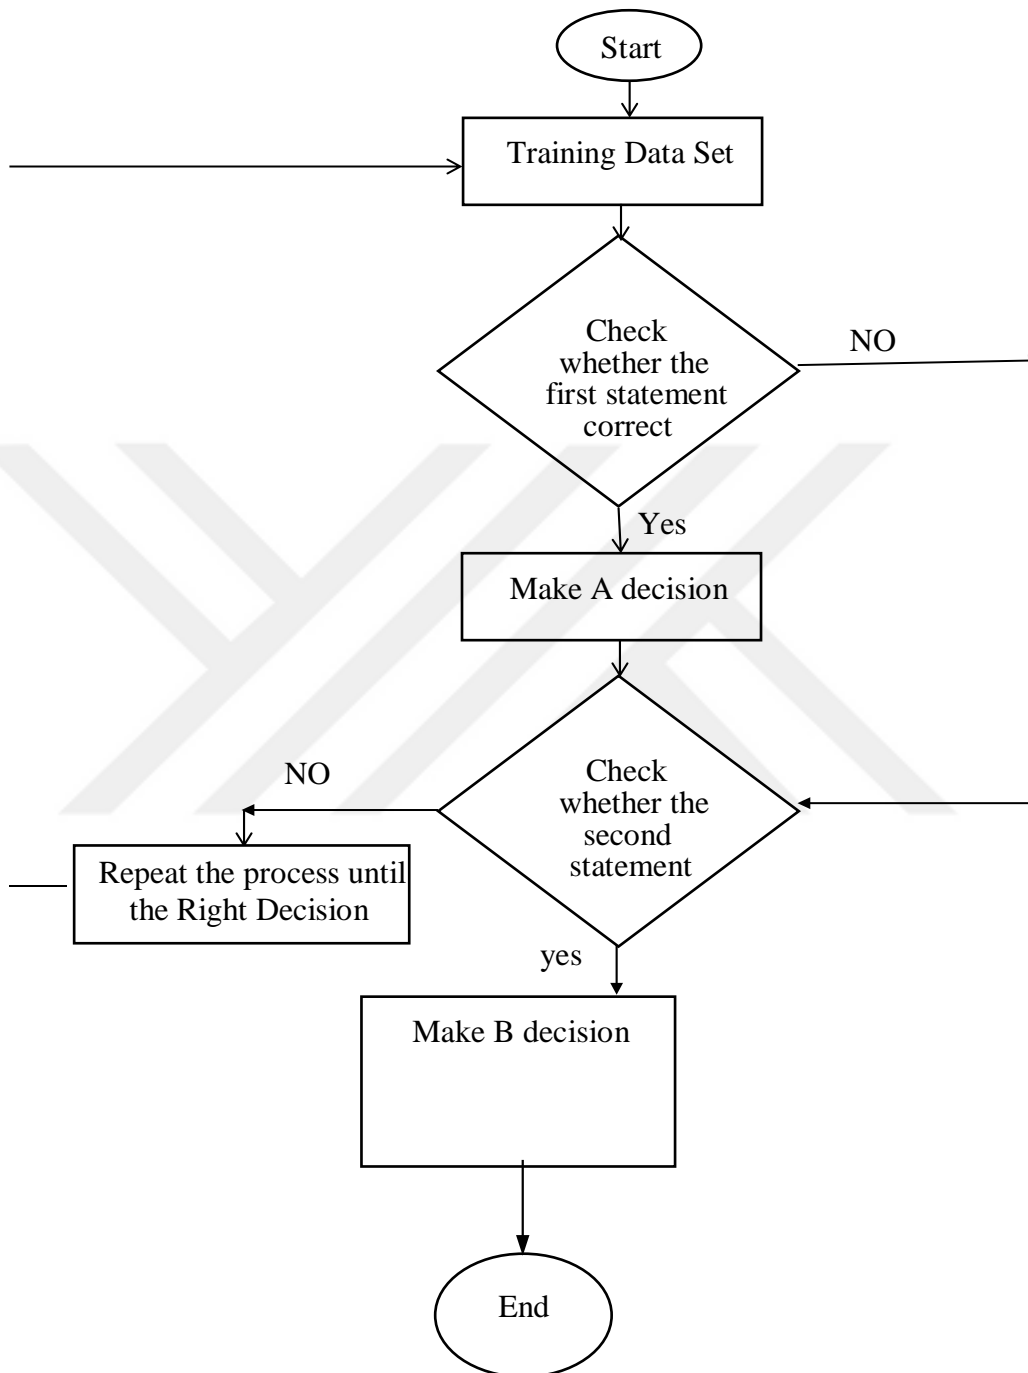 Start
Training Data Set
Check
whether the
first statement
correct
NO
Yes
Make A decision
Check
whether the
second
statement
NO
Repeat the process until
the Right Decision
yes
Make B decision
End